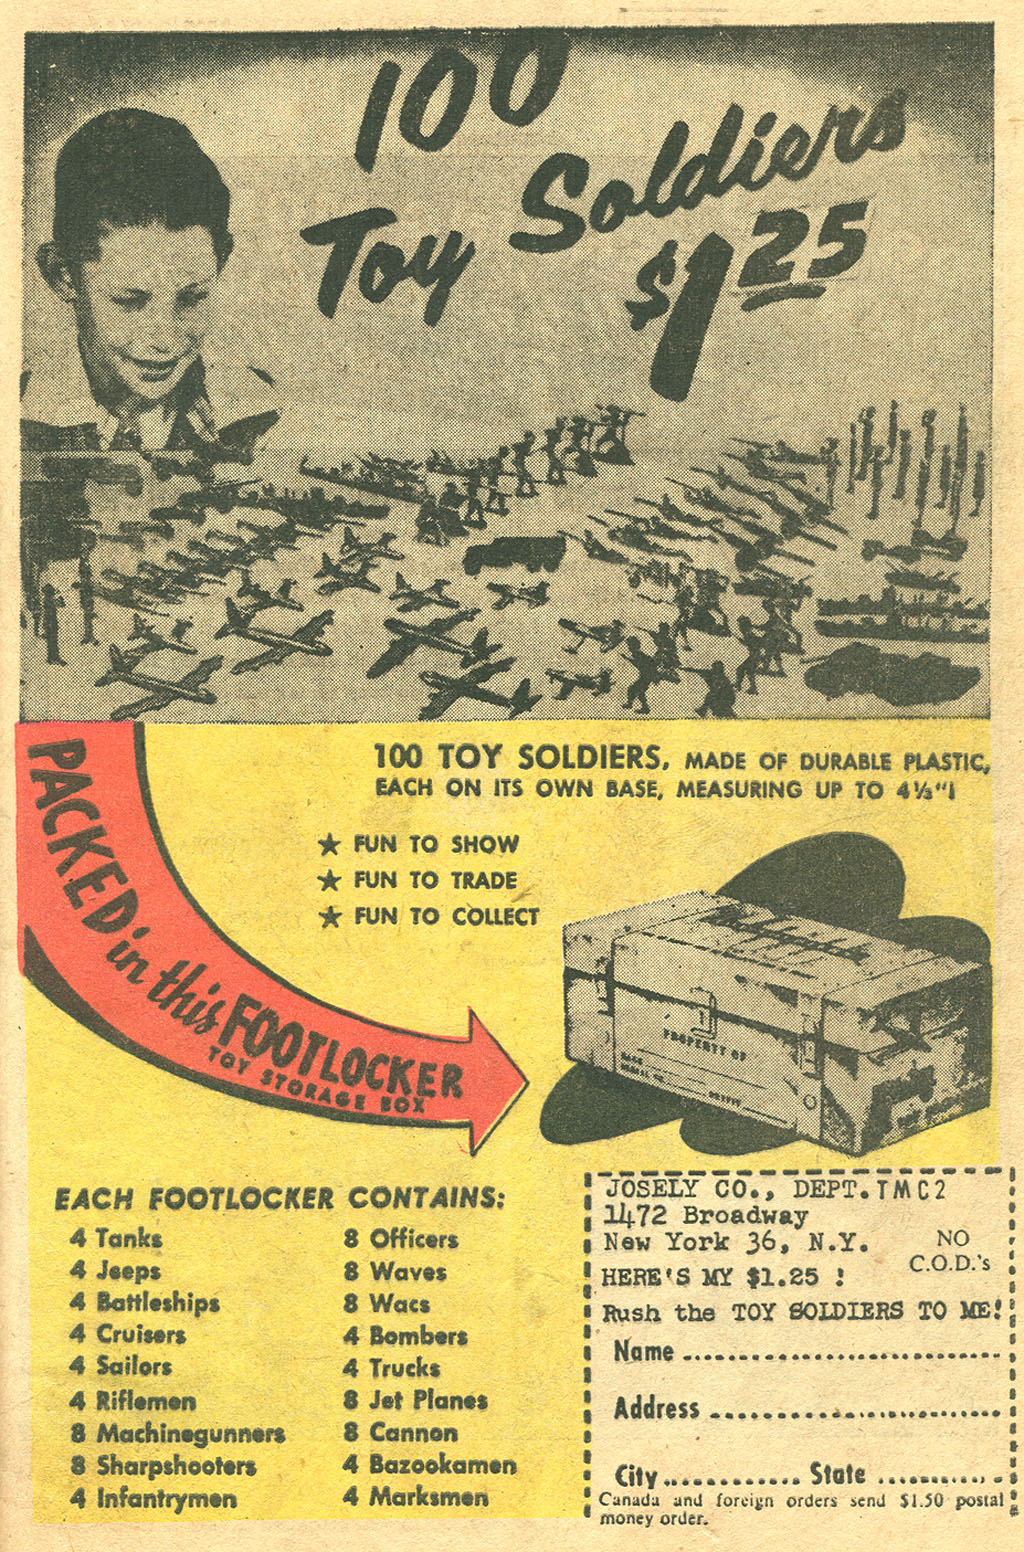 100
Toy Soldiers
$1 25
PACKED in this FOOTLOCKER
TOY STORAGE BOX
100 TOY SOLDIERS, MADE OF DURABLE PLASTIC,
EACH ON ITS OWN BASE, MEASURING UP TO 4½"!
★ FUN TO SHOW
★ FUN TO TRADE
★ FUN TO COLLECT
PROPERTY OF
EACH FOOTLOCKER CONTAINS:
4 Tanks
4 Jeeps
4 Battleships
4 Cruisers
4 Sailors
4 Riflemen
8 Machinegunners
8 Sharpshooters
4 Infantrymen
8 Officers
8 Waves
8 Wacs
4 Bombers
4 Trucks
8 Jet Planes
8 Cannon
4 Bazookamen
4 Marksmen
JOSELY CO., DEPT. TMC2
1472 Broadway
New York 36, N.Y.
NO
C.O.D.'s
HERE'S MY $1.25 !
Rush the TOY SOLDIERS TO ME!
Name
Address
City State
Canada and foreign orders send $1.50 postal
money order.